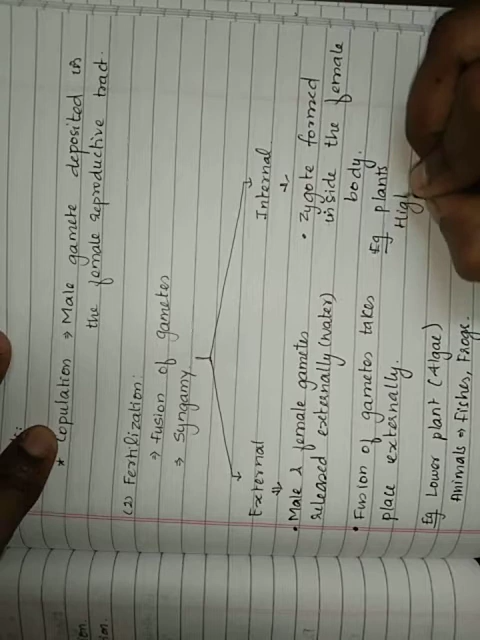 * Copulation ⇒ Male gamete deposited in
the female reproductive tract.
(2) Fertilization:
⇒ fusion of gametes
⇒ Syngamy
External
• Male & female gametes
released externally (water)
• Fusion of gametes takes
place externally.
Eg Lower plant (Algae)
Animals ⇒ Fishes, Frogs.
Internal
• Zygote formed
inside the female
body.
Eg plants
High